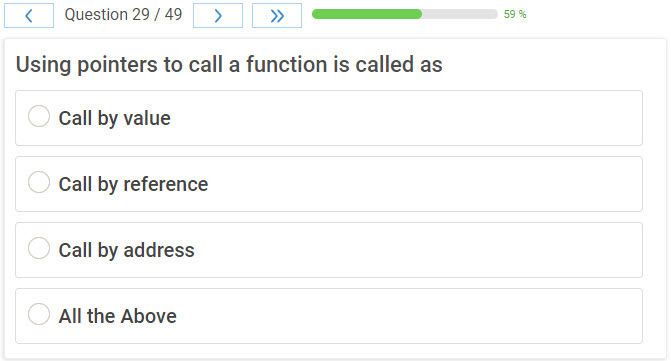 Question 29 / 49
59 %
Using pointers to call a function is called as
Call by value
Call by reference
Call by address
All the Above